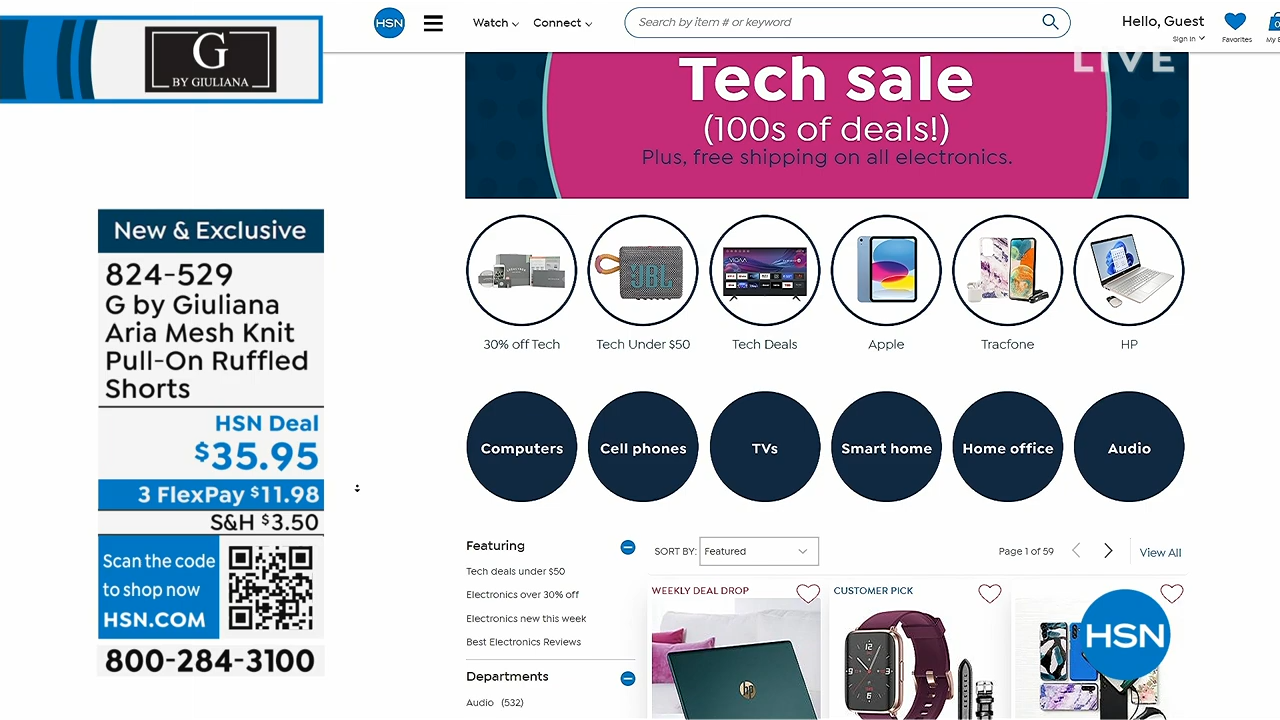 G
BY GIULIANA
New & Exclusive
824-529
G by Giuliana
Aria Mesh Knit
Pull-On Ruffled
Shorts
HSN Deal
$35.95
3 FlexPay $11.98
S&H $3.50
Scan the code
to shop now
HSN.COM
800-284-3100
HSN
Watch
Connect
Search by item # or keyword
Hello, Guest
Sign In
Favorites
0
LIVE
Tech sale
(100s of deals!)
Plus, free shipping on all electronics.
JBL
VIDAA
30% off Tech
Tech Under $50
Tech Deals
Apple
Tracfone
HP
Computers
Cell phones
TVs
Smart home
Home office
Audio
Featuring
Tech deals under $50
Electronics over 30% off
Electronics new this week
Best Electronics Reviews
Departments
Audio (532)
SORT BY: Featured
Page 1 of 59
View All
WEEKLY DEAL DROP
CUSTOMER PICK
hp
HSN